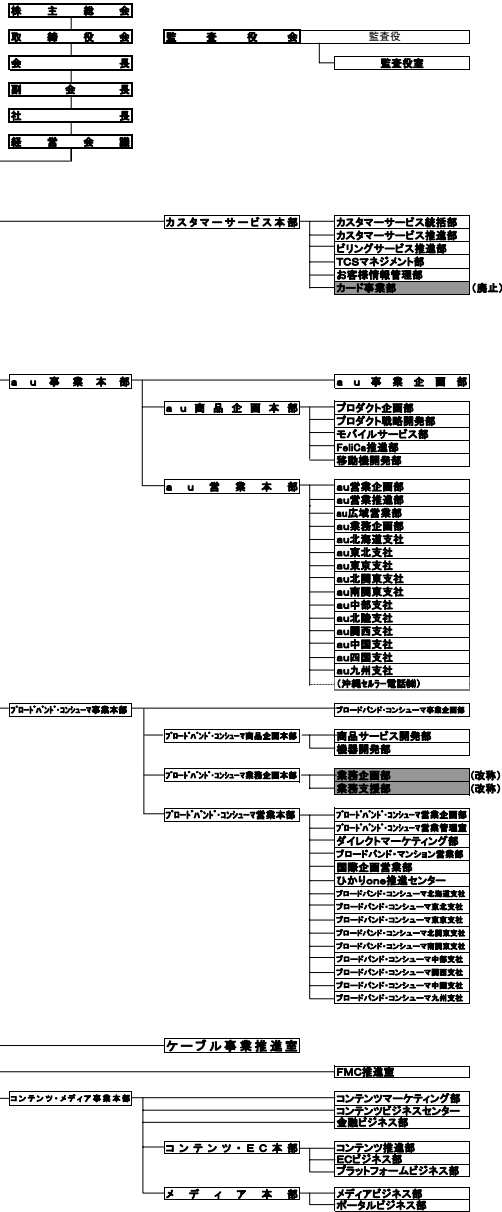 株主総会
取締役会
監査役会 監査役
会長
監査役室
副会長
社長
経営会議
カスタマーサービス本部
カスタマーサービス統括部
カスタマーサービス推進部
ビリングサービス推進部
TCSマネジメント部
お客様情報管理部
カード事業部 (廃止)
au事業本部
au事業企画部
au商品企画本部
プロダクト企画部
プロダクト戦略開発部
モバイルサービス部
FeliCa推進部
移動機開発部
au営業本部
au営業企画部
au営業推進部
au広域営業部
au業務企画部
au北海道支社
au東北支社
au東京支社
au北関東支社
au南関東支社
au中部支社
au北陸支社
au関西支社
au中国支社
au四国支社
au九州支社
(沖縄セルラー電話㈱)
ブロードバンド・コンシューマ事業本部
ブロードバンド・コンシューマ事業企画部
ブロードバンド・コンシューマ商品企画本部
商品サービス開発部
機器開発部
ブロードバンド・コンシューマ業務企画本部
業務企画部 (改称)
業務支援部 (改称)
ブロードバンド・コンシューマ営業本部
ブロードバンド・コンシューマ営業企画部
ブロードバンド・コンシューマ営業管理室
ダイレクトマーケティング部
ブロードバンド・マンション営業部
国際企画営業部
ひかりone推進センター
ブロードバンド・コンシューマ北海道支社
ブロードバンド・コンシューマ東北支社
ブロードバンド・コンシューマ東京支社
ブロードバンド・コンシューマ北関東支社
ブロードバンド・コンシューマ南関東支社
ブロードバンド・コンシューマ中部支社
ブロードバンド・コンシューマ関西支社
ブロードバンド・コンシューマ中国支社
ブロードバンド・コンシューマ九州支社
ケーブル事業推進室
FMC推進室
コンテンツ・メディア事業本部
コンテンツマーケティング部
コンテンツビジネスセンター
金融ビジネス部
コンテンツ・EC本部
コンテンツ推進部
ECビジネス部
プラットフォームビジネス部
メディア本部
メディアビジネス部
ポータルビジネス部